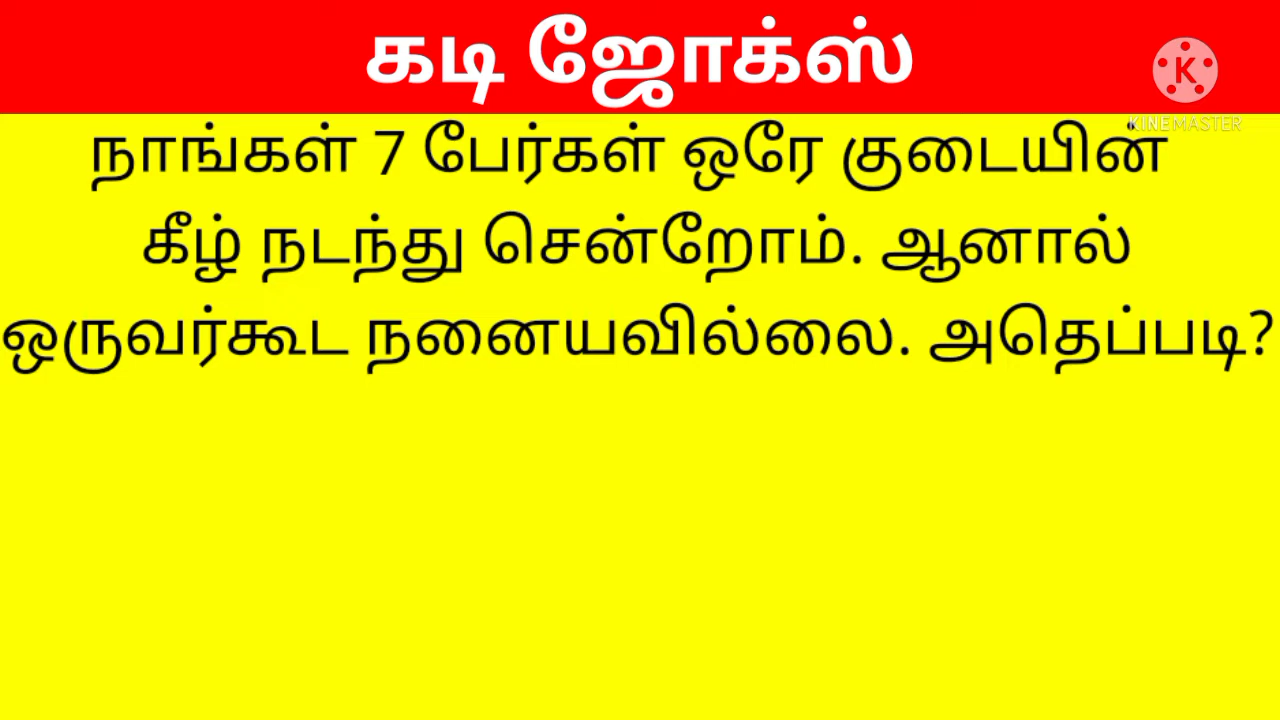 கடி ஜோக்ஸ்
KINEMASTER
நாங்கள் 7 பேர்கள் ஒரே குடையின்
கீழ் நடந்து சென்றோம். ஆனால்
ஒருவர்கூட நனையவில்லை. அதெப்படி?